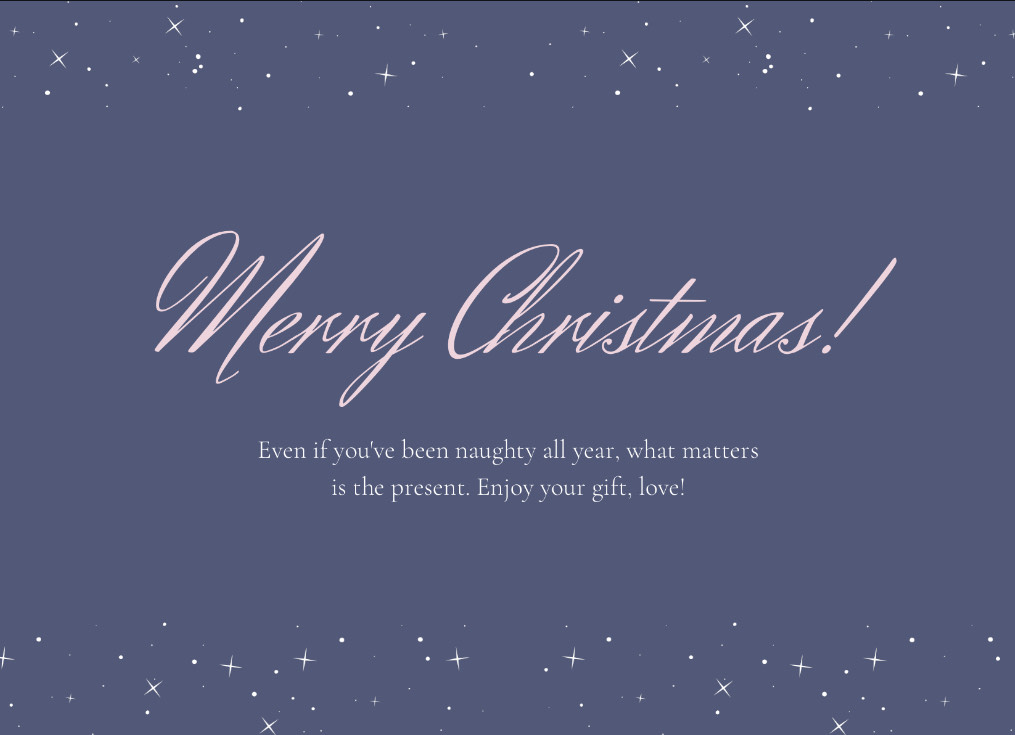 Merry Christmas!
Even if you've been naughty all year, what matters
is the present. Enjoy your gift, love!